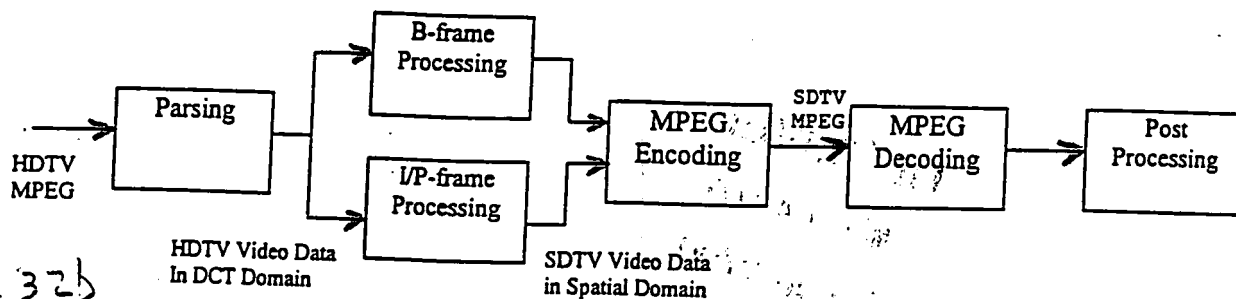 B-frame
Processing
Parsing
HDTV
MPEG
I/P-frame
Processing
MPEG
Encoding
SDTV
MPEG
MPEG
Decoding
Post
Processing
HDTV Video Data
In DCT Domain
SDTV Video Data
in Spatial Domain
32b